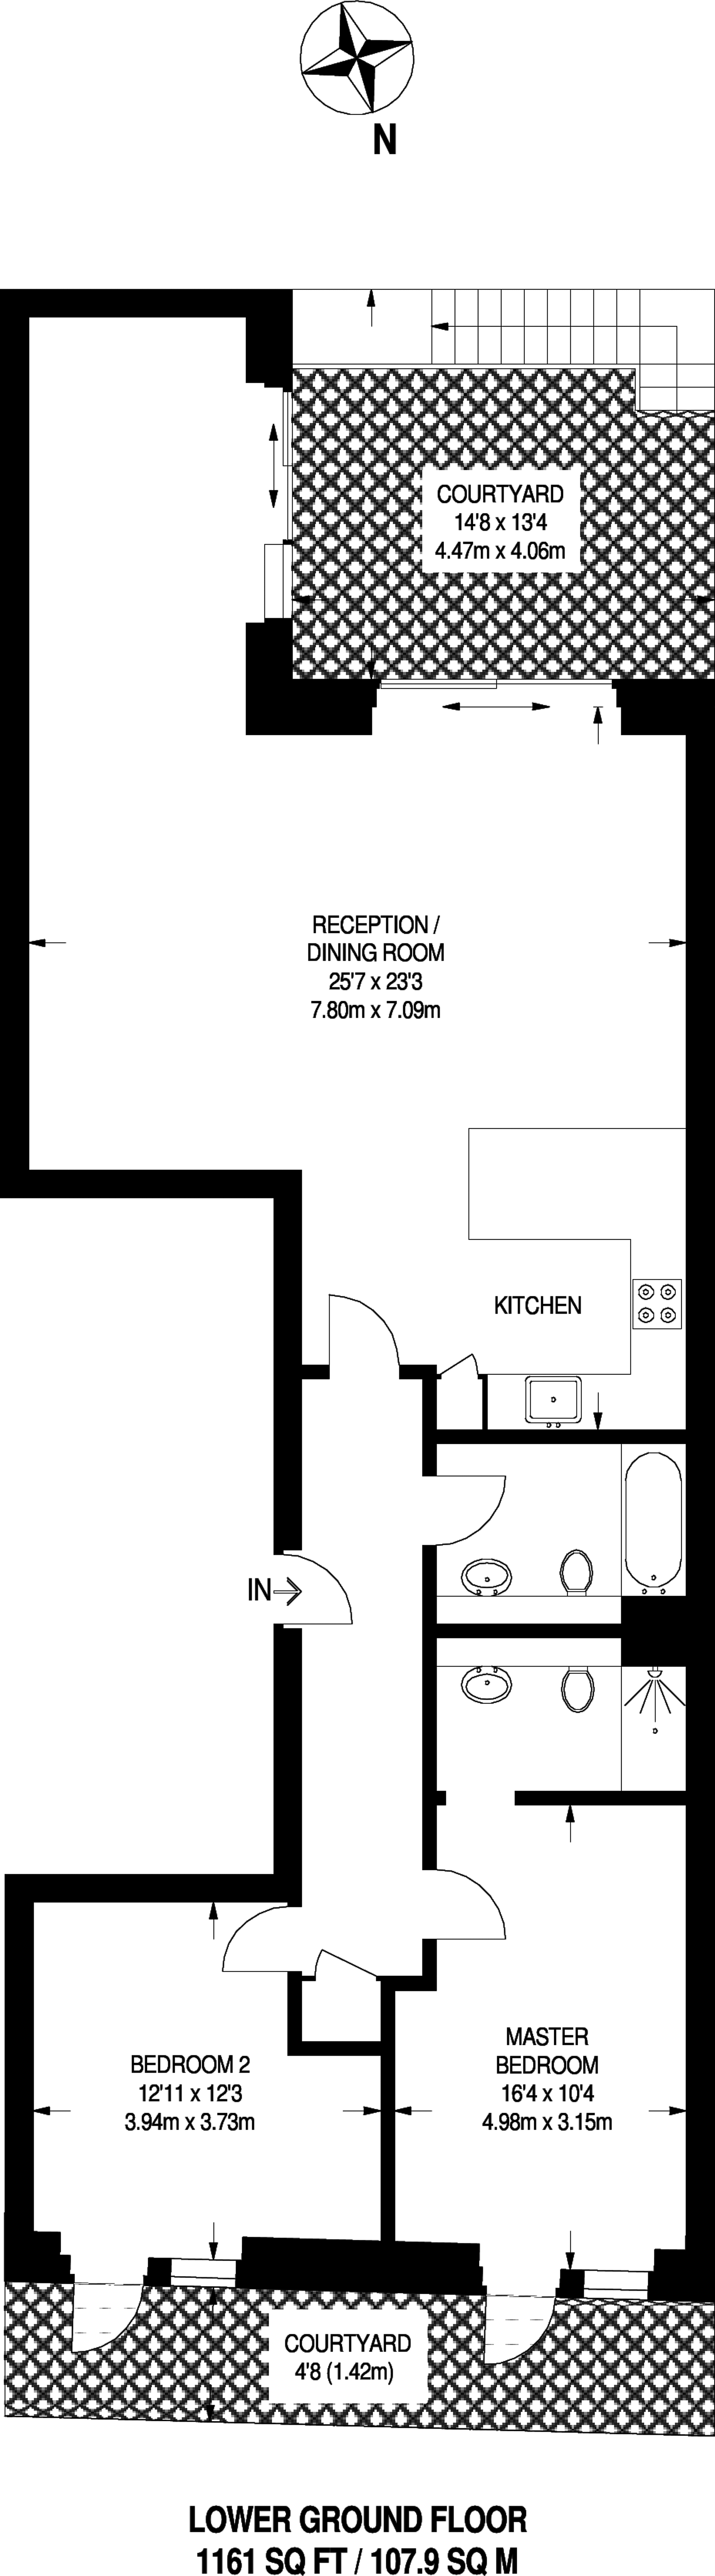 N
COURTYARD
14'8 x 13'4
4.47m x 4.06m
RECEPTION /
DINING ROOM
25'7 x 23'3
7.80m x 7.09m
KITCHEN
IN
MASTER
BEDROOM
16'4 x 10'4
4.98m x 3.15m
BEDROOM 2
12'11 x 12'3
3.94m x 3.73m
COURTYARD
4'8 (1.42m)
LOWER GROUND FLOOR
1161 SQ FT / 107.9 SQ M